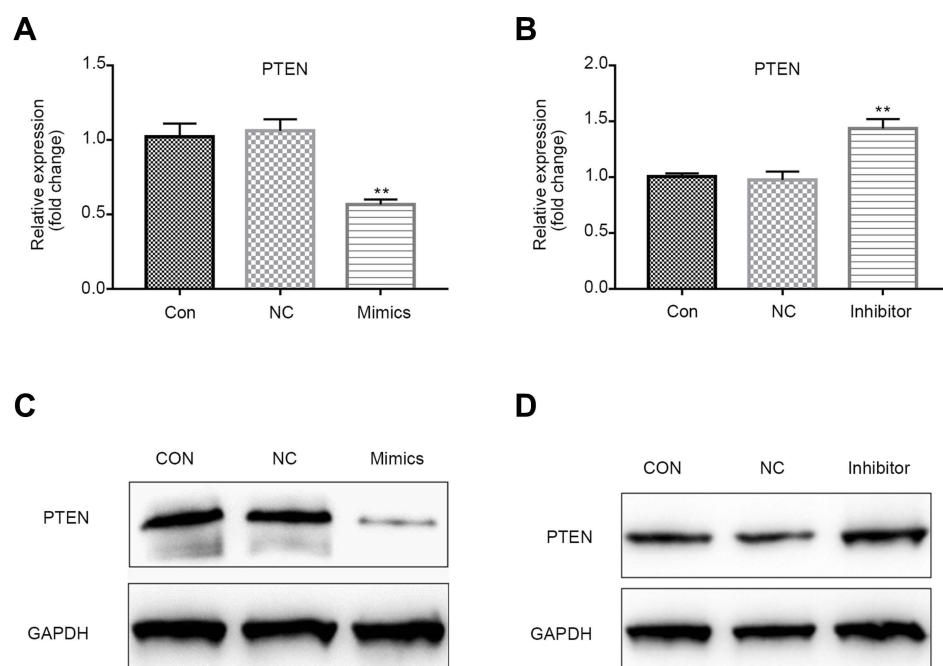 A
PTEN
Relative expression
(fold change)
1.5
1.0
0.5
0.0
**
Con NC Mimics
B
PTEN
Relative expression
(fold change)
2.0
1.5
1.0
0.5
0.0
**
Con NC Inhibitor
C
CON NC Mimics
PTEN
GAPDH
D
CON NC Inhibitor
PTEN
GAPDH